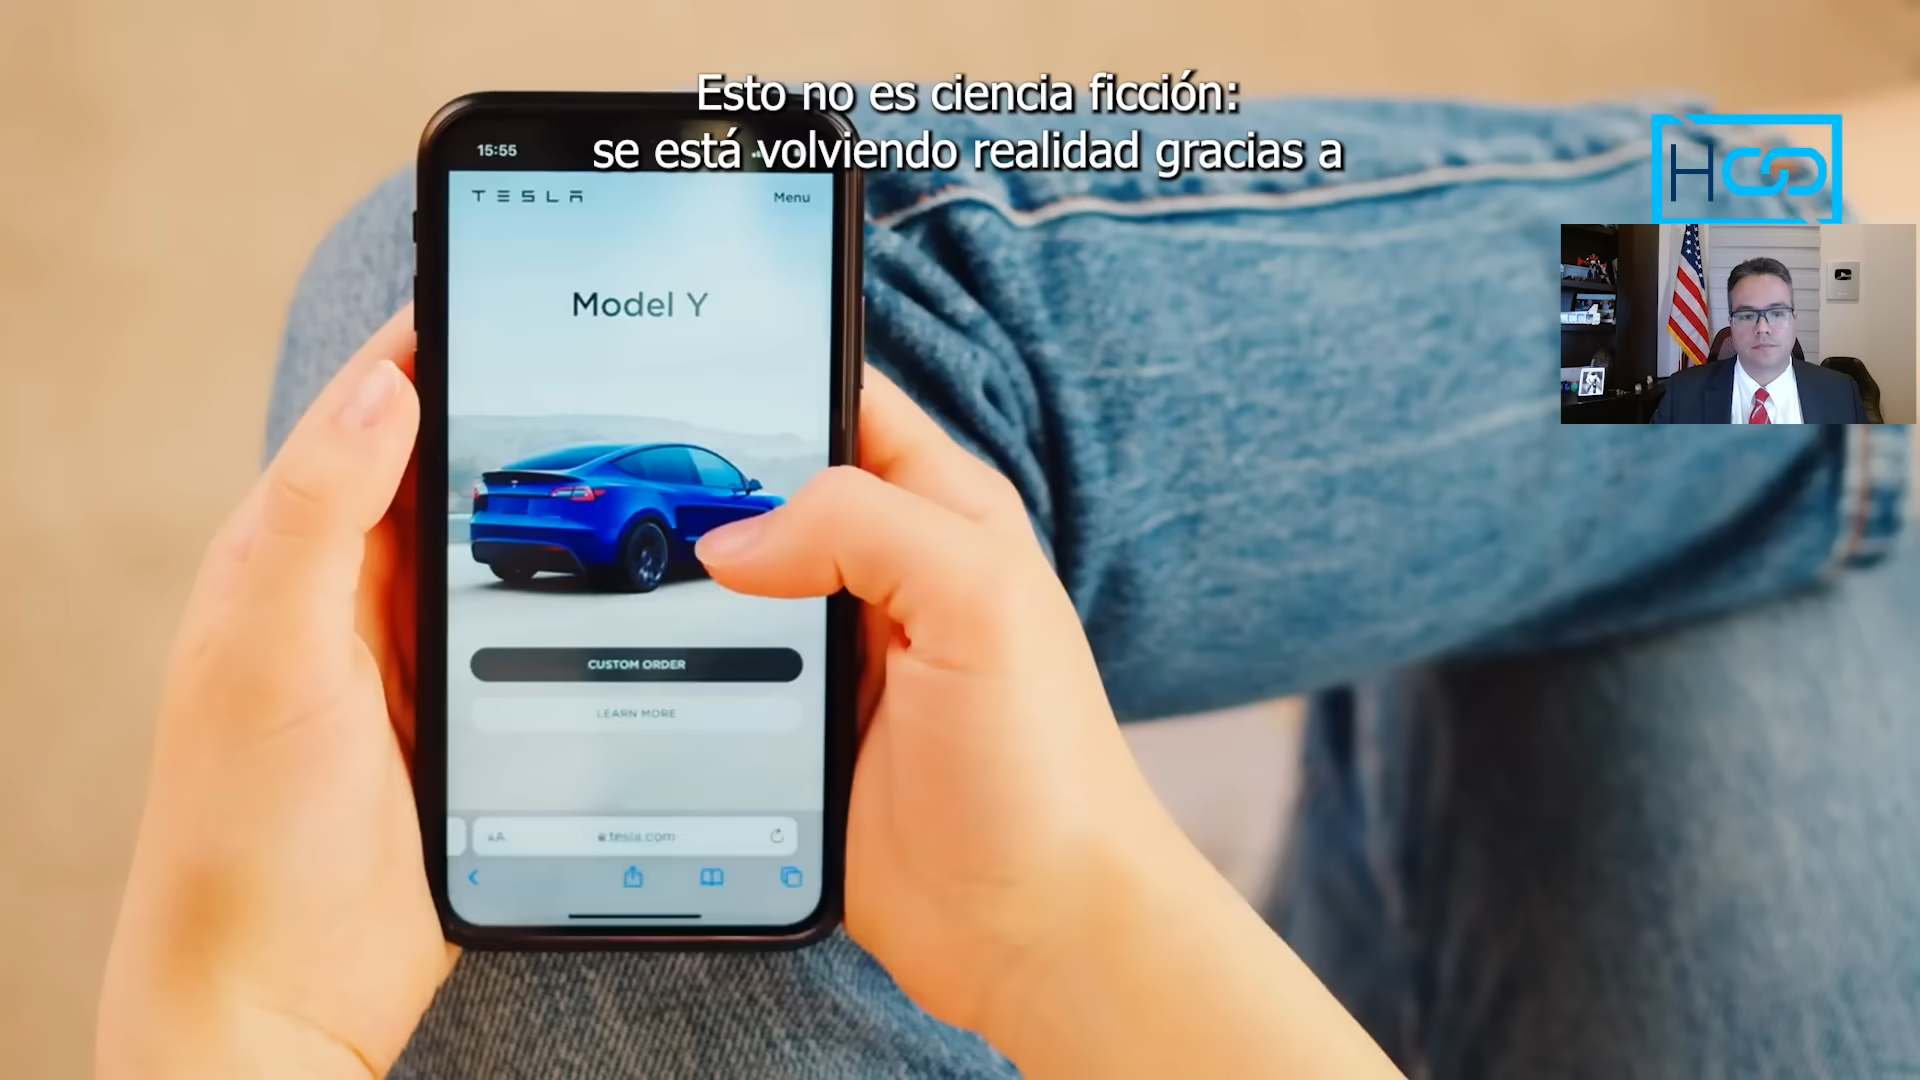 Esto no es ciencia ficción:
se está volviendo realidad gracias a
15:55
TESLA
Menu
Model Y
CUSTOM ORDER
LEARN MORE
AA
tesla.com
H